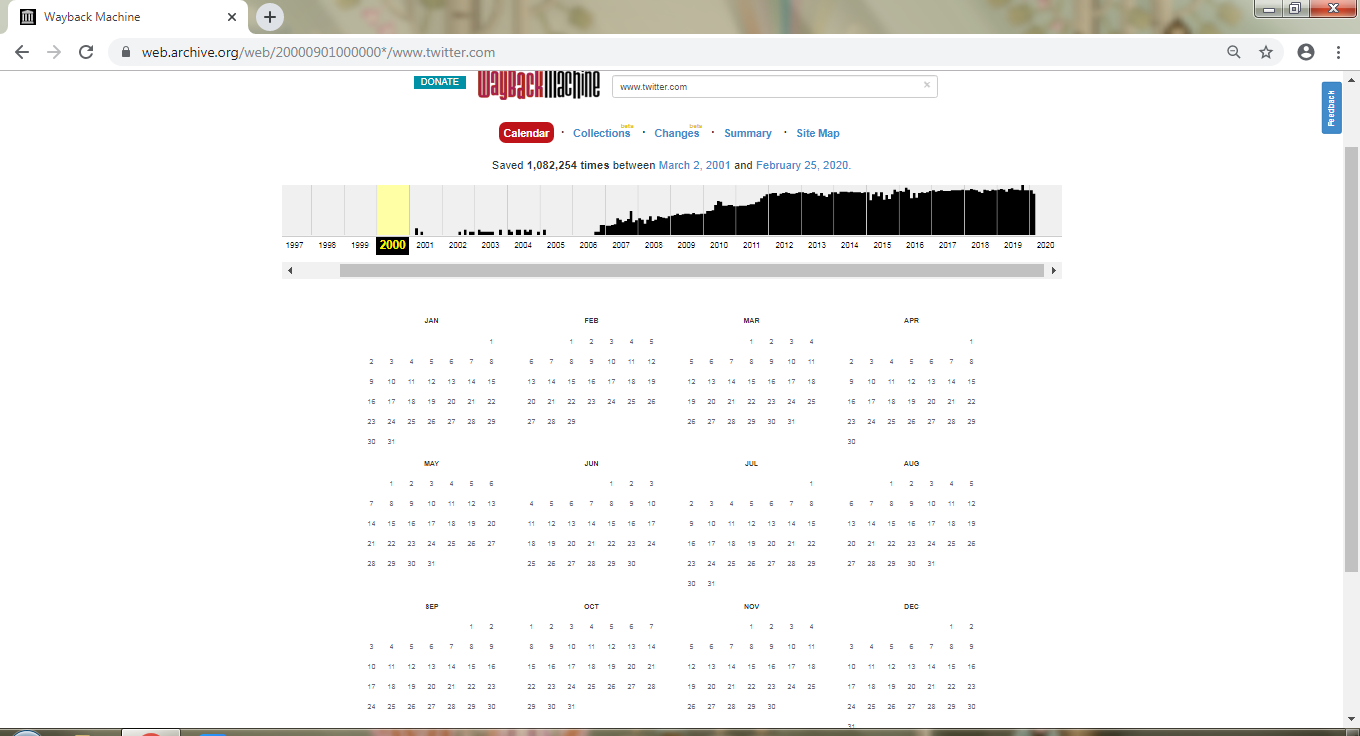 Wayback Machine
web.archive.org/web/20000901000000*/www.twitter.com
DONATE WayBackMachine www.twitter.com
Feedback
Calendar · Collections beta · Changes beta · Summary · Site Map
Saved 1,082,254 times between March 2, 2001 and February 25, 2020.
1997 1998 1999 2000 2001 2002 2003 2004 2005 2006 2007 2008 2009 2010 2011 2012 2013 2014 2015 2016 2017 2018 2019 2020
JAN FEB MAR APR
1 1 2 3 4 5 1 2 3 4 1
2 3 4 5 6 7 8 6 7 8 9 10 11 12 5 6 7 8 9 10 11 2 3 4 5 6 7 8
9 10 11 12 13 14 15 13 14 15 16 17 18 19 12 13 14 15 16 17 18 9 10 11 12 13 14 15
16 17 18 19 20 21 22 20 21 22 23 24 25 26 19 20 21 22 23 24 25 16 17 18 19 20 21 22
23 24 25 26 27 28 29 27 28 29 26 27 28 29 30 31 23 24 25 26 27 28 29
30 31 30
MAY JUN JUL AUG
1 2 3 4 5 6 1 2 3 1 1 2 3 4 5
7 8 9 10 11 12 13 4 5 6 7 8 9 10 2 3 4 5 6 7 8 6 7 8 9 10 11 12
14 15 16 17 18 19 20 11 12 13 14 15 16 17 9 10 11 12 13 14 15 13 14 15 16 17 18 19
21 22 23 24 25 26 27 18 19 20 21 22 23 24 16 17 18 19 20 21 22 20 21 22 23 24 25 26
28 29 30 31 25 26 27 28 29 30 23 24 25 26 27 28 29 27 28 29 30 31
30 31
SEP OCT NOV DEC
1 2 1 2 3 4 5 6 7 1 2 3 4 1 2
3 4 5 6 7 8 9 8 9 10 11 12 13 14 5 6 7 8 9 10 11 3 4 5 6 7 8 9
10 11 12 13 14 15 16 15 16 17 18 19 20 21 12 13 14 15 16 17 18 10 11 12 13 14 15 16
17 18 19 20 21 22 23 22 23 24 25 26 27 28 19 20 21 22 23 24 25 17 18 19 20 21 22 23
24 25 26 27 28 29 30 29 30 31 26 27 28 29 30 24 25 26 27 28 29 30
31